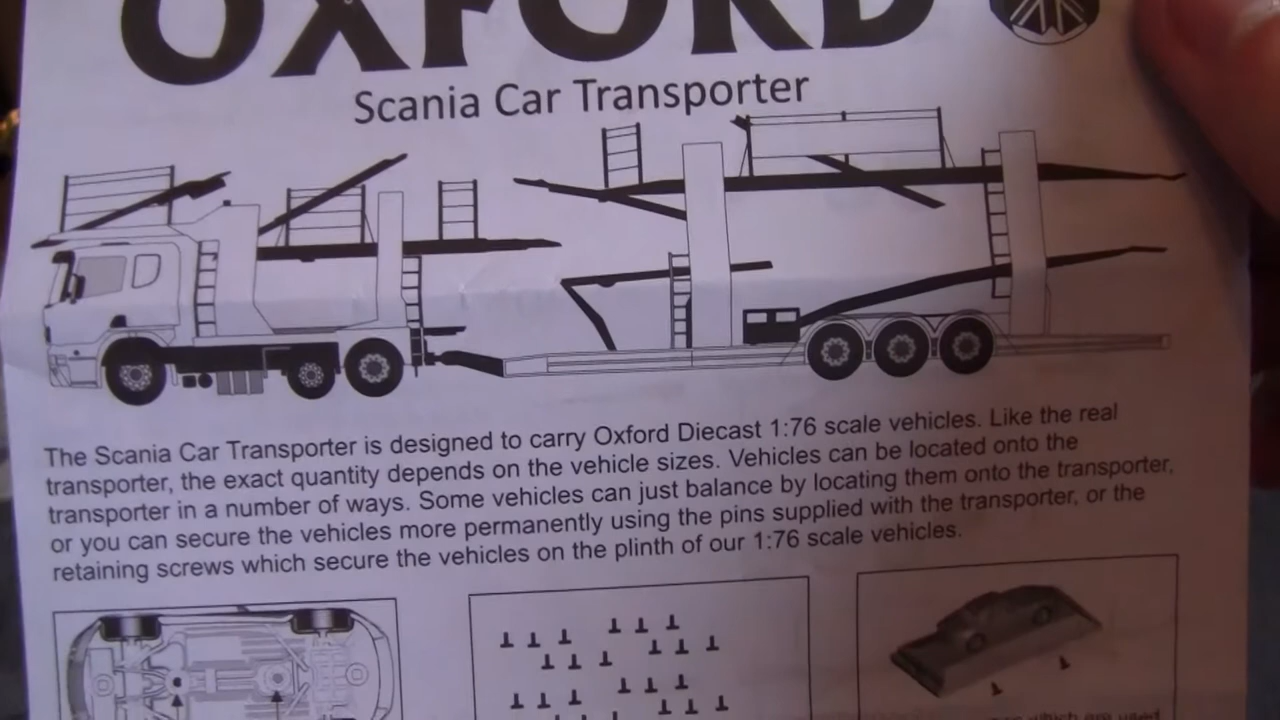 OXFORD
Scania Car Transporter
The Scania Car Transporter is designed to carry Oxford Diecast 1:76 scale vehicles. Like the real
transporter, the exact quantity depends on the vehicle sizes. Vehicles can be located onto the
transporter in a number of ways. Some vehicles can just balance by locating them onto the transporter,
or you can secure the vehicles more permanently using the pins supplied with the transporter, or the
retaining screws which secure the vehicles on the plinth of our 1:76 scale vehicles.
which are used